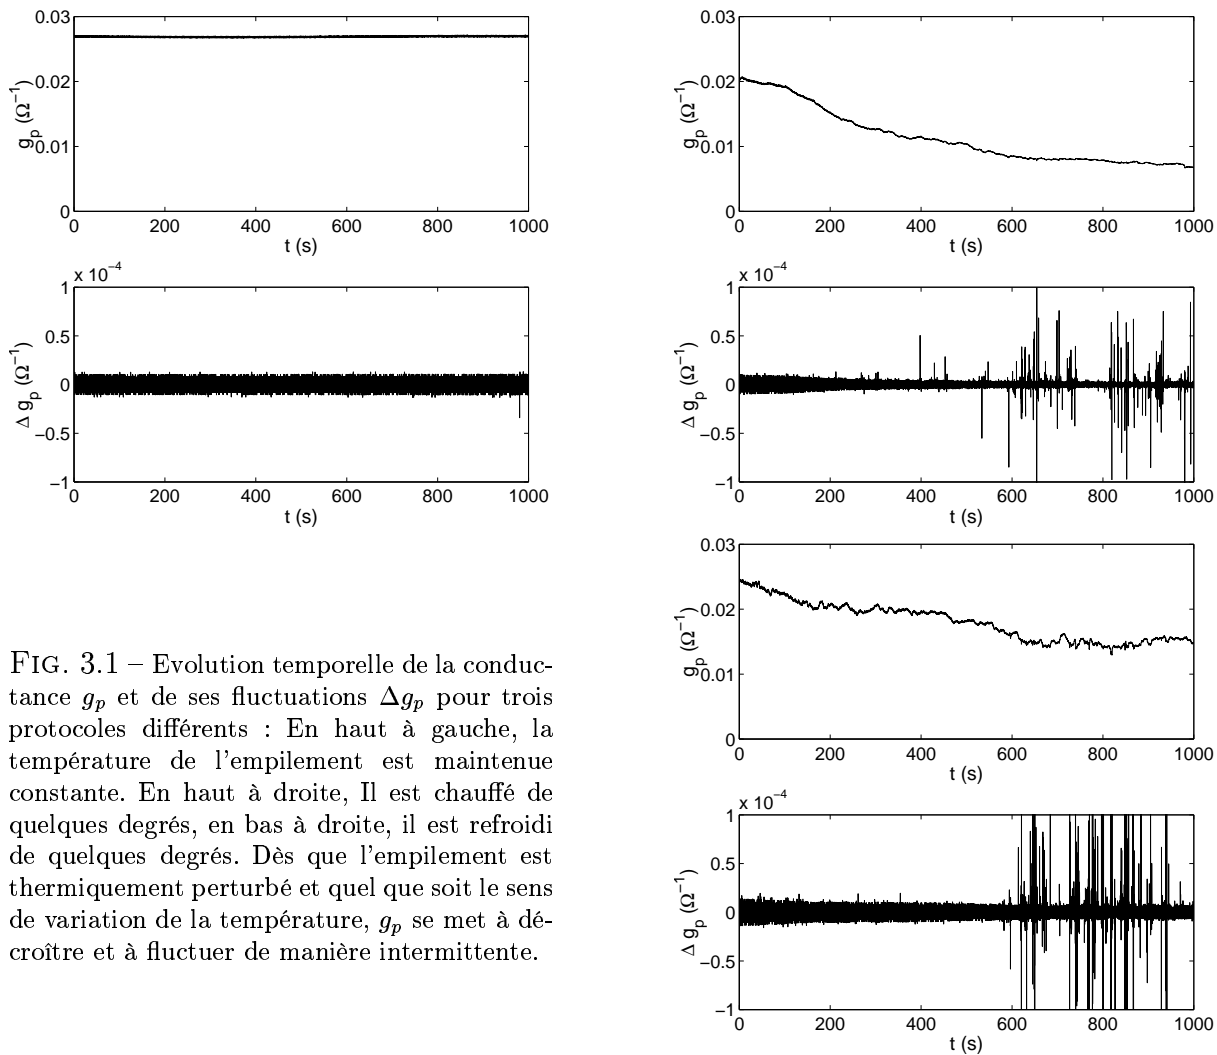 0.03
0.02
0.01
0
g_p (Ω⁻¹)
0 200 400 600 800 1000
t (s)
x 10⁻⁴
1
0.5
0
−0.5
−1
Δ g_p (Ω⁻¹)
0 200 400 600 800 1000
t (s)
0.03
0.02
0.01
0
g_p (Ω⁻¹)
0 200 400 600 800 1000
t (s)
x 10⁻⁴
1
0.5
0
−0.5
−1
Δ g_p (Ω⁻¹)
0 200 400 600 800 1000
t (s)
0.03
0.02
0.01
0
g_p (Ω⁻¹)
0 200 400 600 800 1000
t (s)
x 10⁻⁴
1
0.5
0
−0.5
−1
Δ g_p (Ω⁻¹)
0 200 400 600 800 1000
t (s)
FIG. 3.1 – Evolution temporelle de la conduc-
tance g_p et de ses fluctuations Δg_p pour trois
protocoles différents : En haut à gauche, la
température de l'empilement est maintenue
constante. En haut à droite, Il est chauffé de
quelques degrés, en bas à droite, il est refroidi
de quelques degrés. Dès que l'empilement est
thermiquement perturbé et quel que soit le sens
de variation de la température, g_p se met à dé-
croître et à fluctuer de manière intermittente.